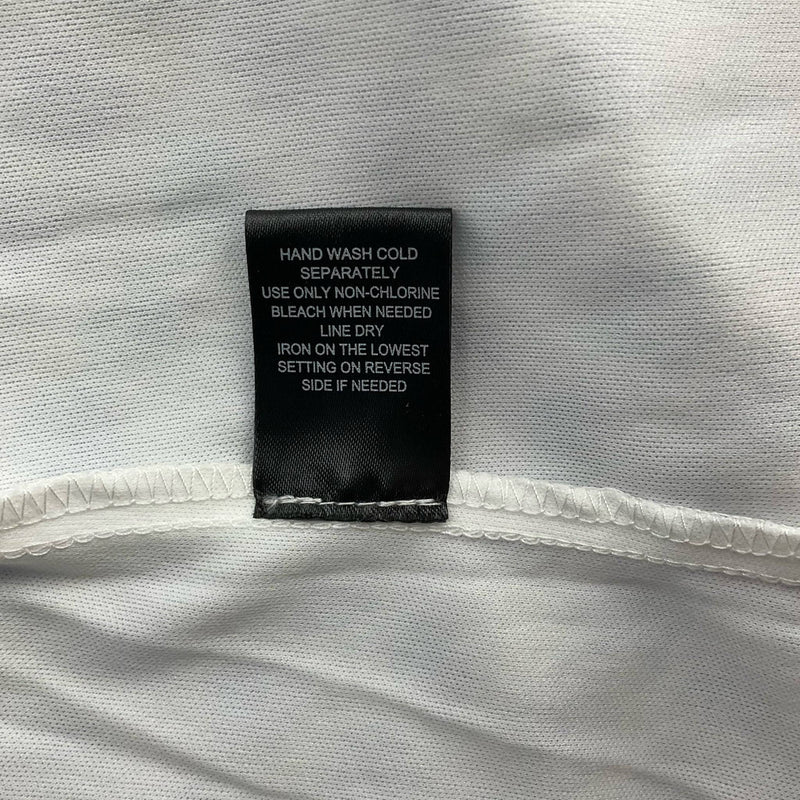 HAND WASH COLD
SEPARATELY
USE ONLY NON-CHLORINE
BLEACH WHEN NEEDED
LINE DRY
IRON ON THE LOWEST
SETTING ON REVERSE
SIDE IF NEEDED